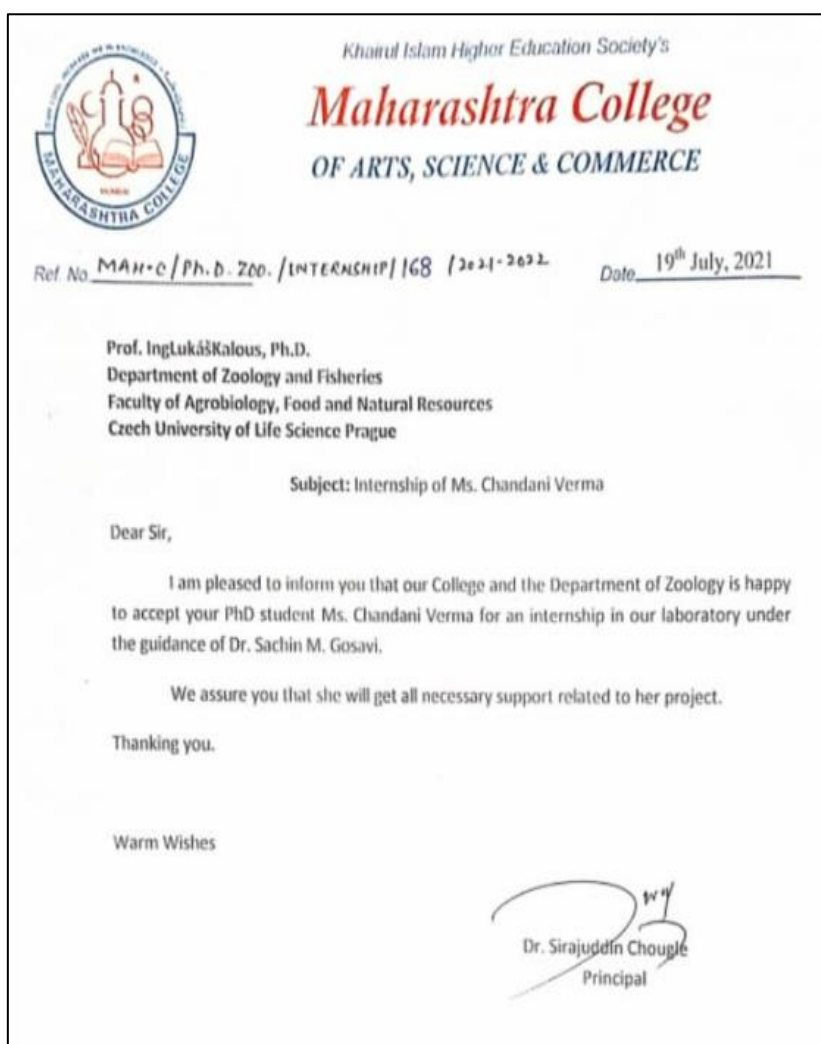 Khairul Islam Higher Education Society's
Maharashtra College
OF ARTS, SCIENCE & COMMERCE
MAHARASHTRA COLLEGE
MUMBAI
Ref. No. MAH-C/Ph.D. ZOO./INTERNSHIP/168 /2021-2022
Date 19th July, 2021
Prof. IngLukášKalous, Ph.D.
Department of Zoology and Fisheries
Faculty of Agrobiology, Food and Natural Resources
Czech University of Life Science Prague
Subject: Internship of Ms. Chandani Verma
Dear Sir,
I am pleased to inform you that our College and the Department of Zoology is happy
to accept your PhD student Ms. Chandani Verma for an internship in our laboratory under
the guidance of Dr. Sachin M. Gosavi.
We assure you that she will get all necessary support related to her project.
Thanking you.
Warm Wishes
Dr. Sirajuddin Chougle
Principal